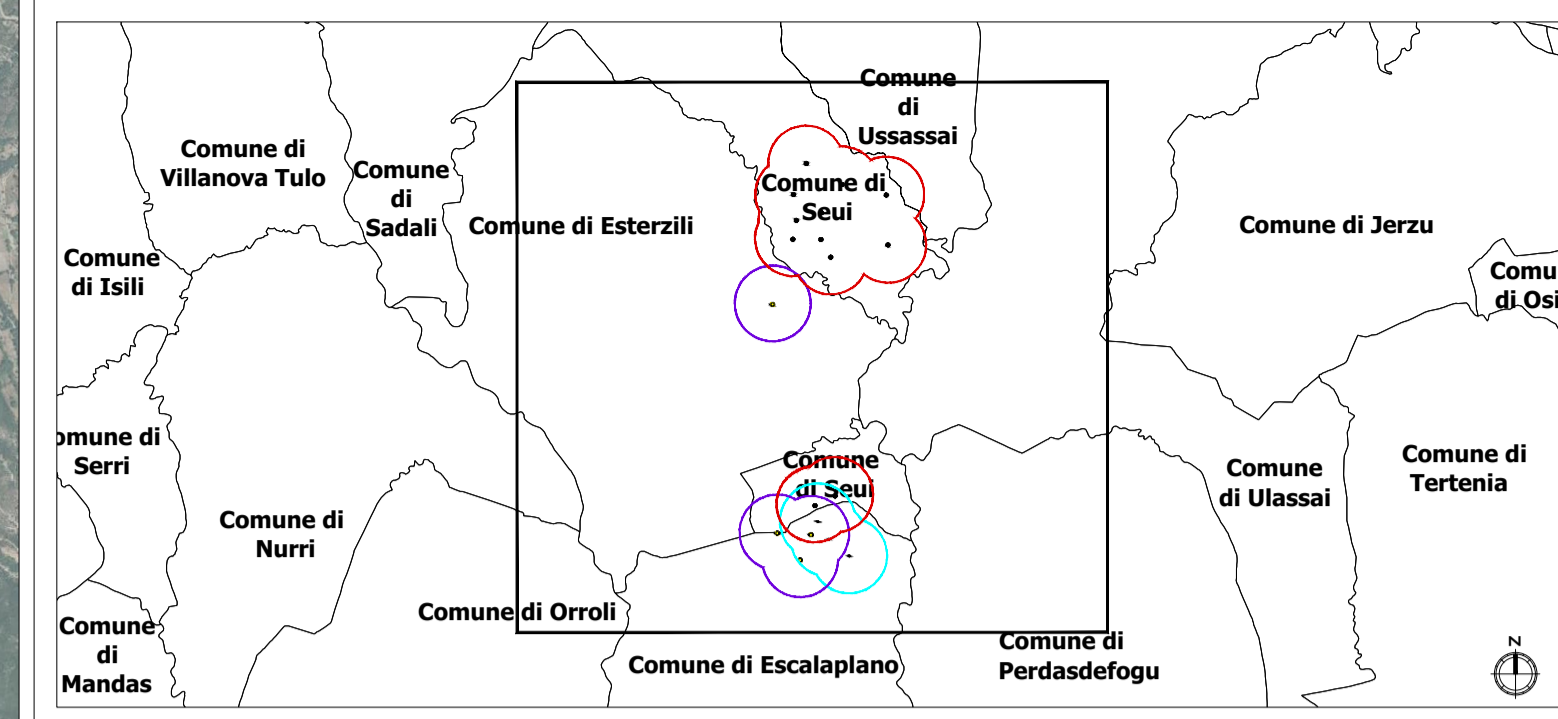 Comune
di
Ussassai
Comune di
Villanova Tulo
Comune
di
Sadali
Comune di
Seui
Comune di Esterzili
Comune di Jerzu
Comune
di Isili
Comu
di Osi
omune di
Serri
Comune
di Seui
Comune di
Tertenia
Comune
di Ulassai
Comune di
Nurri
Comune di Orroli
Comune
di
Mandas
Comune di Escalaplano
Comune di
Perdasdefogu
N